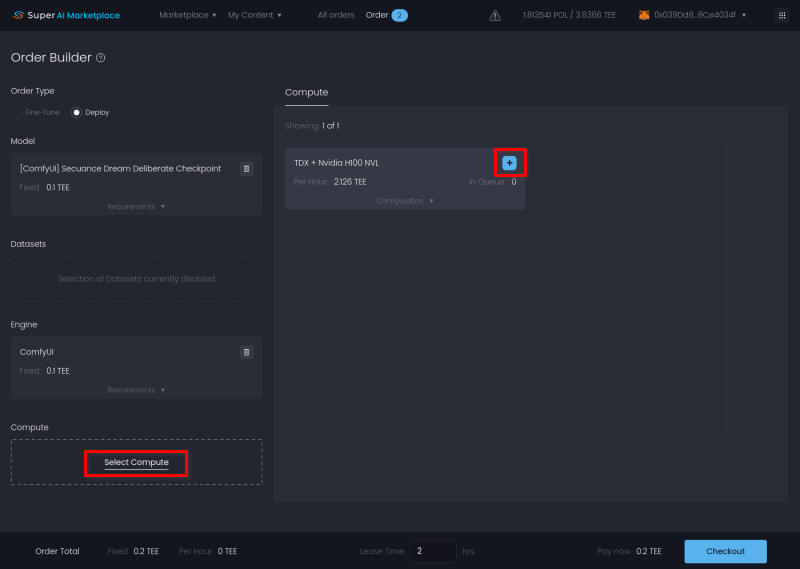 Super AI Marketplace
Marketplace
My Content
All orders
Order 2
1.813541 POL / 3.6366 TEE
0x039Dd8...8Ce4034f
Order Builder
Order Type
Fine-Tune
Deploy
Model
[ComfyUI] Secuance Dream Deliberate Checkpoint
Fixed: 0.1 TEE
Requirements
Datasets
Selection of Datasets currently disabled
Engine
ComfyUI
Fixed: 0.1 TEE
Requirements
Compute
Select Compute
Compute
Showing: 1 of 1
TDX + Nvidia H100 NVL
Per Hour: 2.126 TEE
In Queue: 0
Configuration
Order Total
Fixed 0.2 TEE
Per Hour 0 TEE
Lease Time 2 hrs
Pay now 0.2 TEE
Checkout